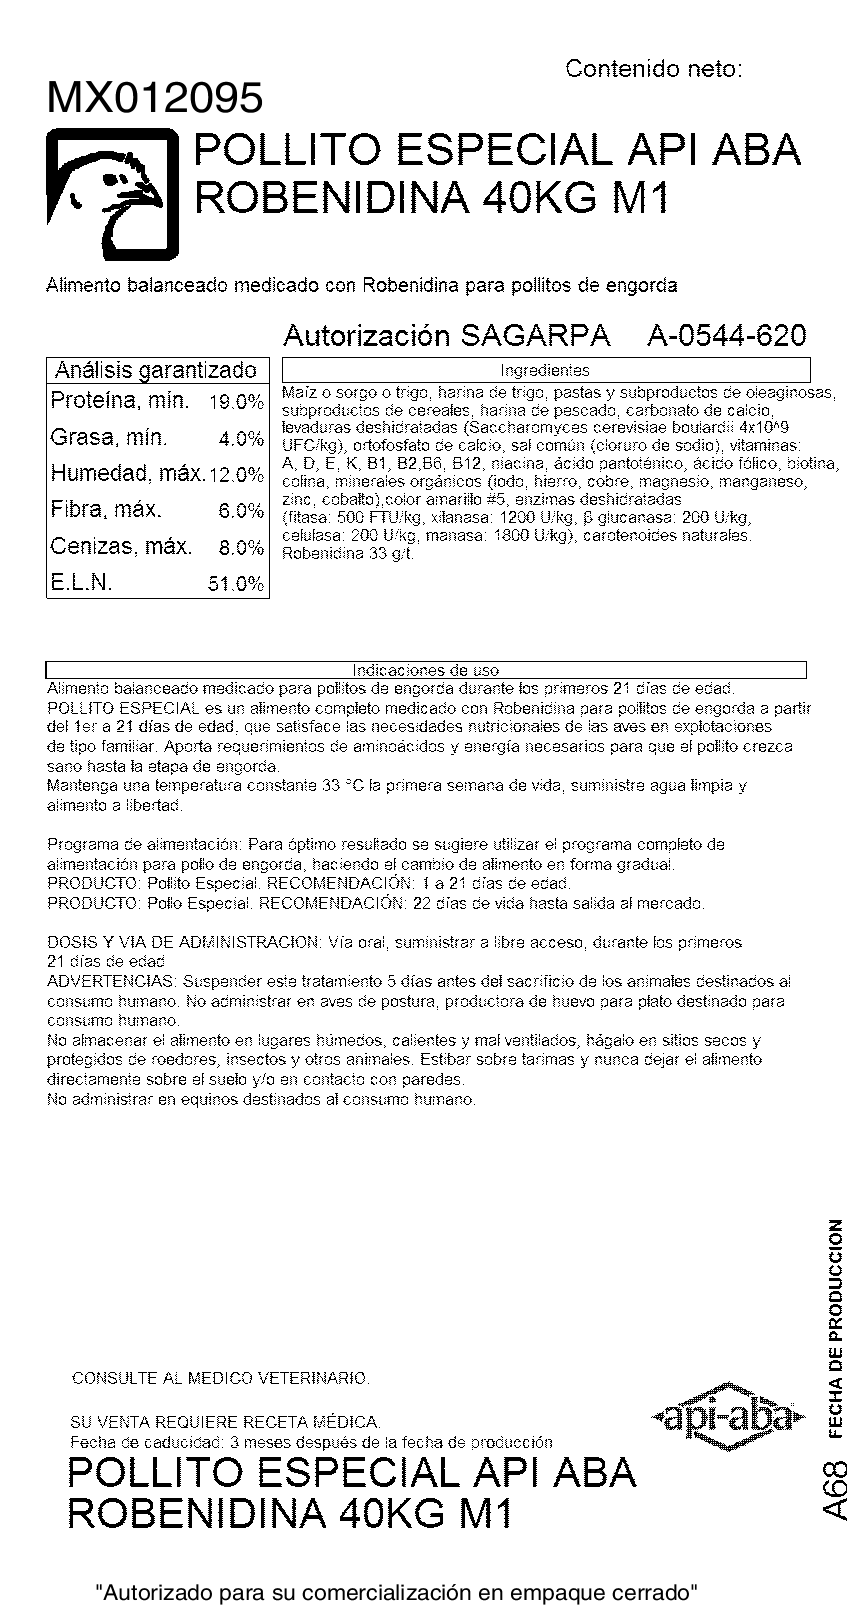 Contenido neto:
MX012095
POLLITO ESPECIAL API ABA
ROBENIDINA 40KG M1
Alimento balanceado medicado con Robenidina para pollitos de engorda
Autorización SAGARPA A-0544-620
Análisis garantizado
Proteína, mín. 19.0%
Grasa, mín. 4.0%
Humedad, máx. 12.0%
Fibra, máx. 6.0%
Cenizas, máx. 8.0%
E.L.N. 51.0%
Ingredientes
Maíz o sorgo o trigo, harina de trigo, pastas y subproductos de oleaginosas,
subproductos de cereales, harina de pescado, carbonato de calcio,
levaduras deshidratadas (Saccharomyces cerevisiae boulardii 4x10^9
UFC/kg), ortofosfato de calcio, sal común (cloruro de sodio), vitaminas:
A, D, E, K, B1, B2,B6, B12, niacina, ácido pantoténico, ácido fólico, biotina,
colina, minerales orgánicos (iodo, hierro, cobre, magnesio, manganeso,
zinc, cobalto),color amarillo #5, enzimas deshidratadas
(fitasa: 500 FTU/kg, xilanasa: 1200 U/kg, β glucanasa: 200 U/kg,
celulasa: 200 U/kg, manasa: 1800 U/kg), carotenoides naturales.
Robenidina 33 g/t.
Indicaciones de uso
Alimento balanceado medicado para pollitos de engorda durante los primeros 21 días de edad.
POLLITO ESPECIAL es un alimento completo medicado con Robenidina para pollitos de engorda a partir
del 1er a 21 días de edad, que satisface las necesidades nutricionales de las aves en explotaciones
de tipo familiar. Aporta requerimientos de aminoácidos y energía necesarios para que el pollito crezca
sano hasta la etapa de engorda.
Mantenga una temperatura constante 33 °C la primera semana de vida, suministre agua limpia y
alimento a libertad.
Programa de alimentación: Para óptimo resultado se sugiere utilizar el programa completo de
alimentación para pollo de engorda, haciendo el cambio de alimento en forma gradual.
PRODUCTO: Pollito Especial. RECOMENDACIÓN: 1 a 21 días de edad.
PRODUCTO: Pollo Especial. RECOMENDACIÓN: 22 días de vida hasta salida al mercado.
DOSIS Y VIA DE ADMINISTRACION: Vía oral, suministrar a libre acceso, durante los primeros
21 días de edad
ADVERTENCIAS: Suspender este tratamiento 5 días antes del sacrificio de los animales destinados al
consumo humano. No administrar en aves de postura, productora de huevo para plato destinado para
consumo humano.
No almacenar el alimento en lugares húmedos, calientes y mal ventilados, hágalo en sitios secos y
protegidos de roedores, insectos y otros animales. Estibar sobre tarimas y nunca dejar el alimento
directamente sobre el suelo y/o en contacto con paredes.
No administrar en equinos destinados al consumo humano.
FECHA DE PRODUCCION
A68
CONSULTE AL MEDICO VETERINARIO.
api-aba
SU VENTA REQUIERE RECETA MÉDICA.
Fecha de caducidad: 3 meses después de la fecha de producción
POLLITO ESPECIAL API ABA
ROBENIDINA 40KG M1
"Autorizado para su comercialización en empaque cerrado"